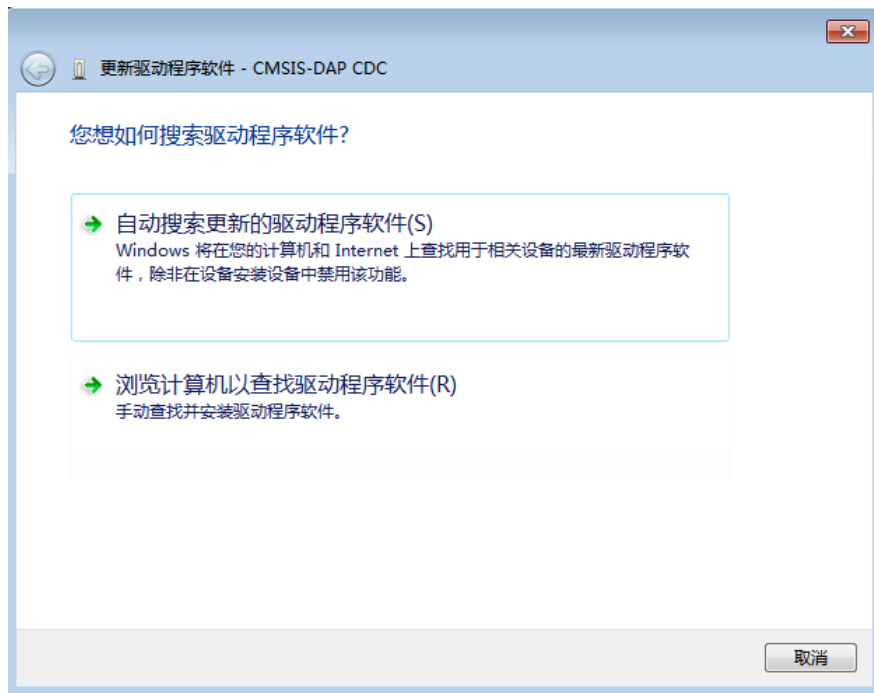 更新驱动程序软件 - CMSIS-DAP CDC
您想如何搜索驱动程序软件?
自动搜索更新的驱动程序软件(S)
Windows 将在您的计算机和 Internet 上查找用于相关设备的最新驱动程序软
件，除非在设备安装设备中禁用该功能。
浏览计算机以查找驱动程序软件(R)
手动查找并安装驱动程序软件。
取消